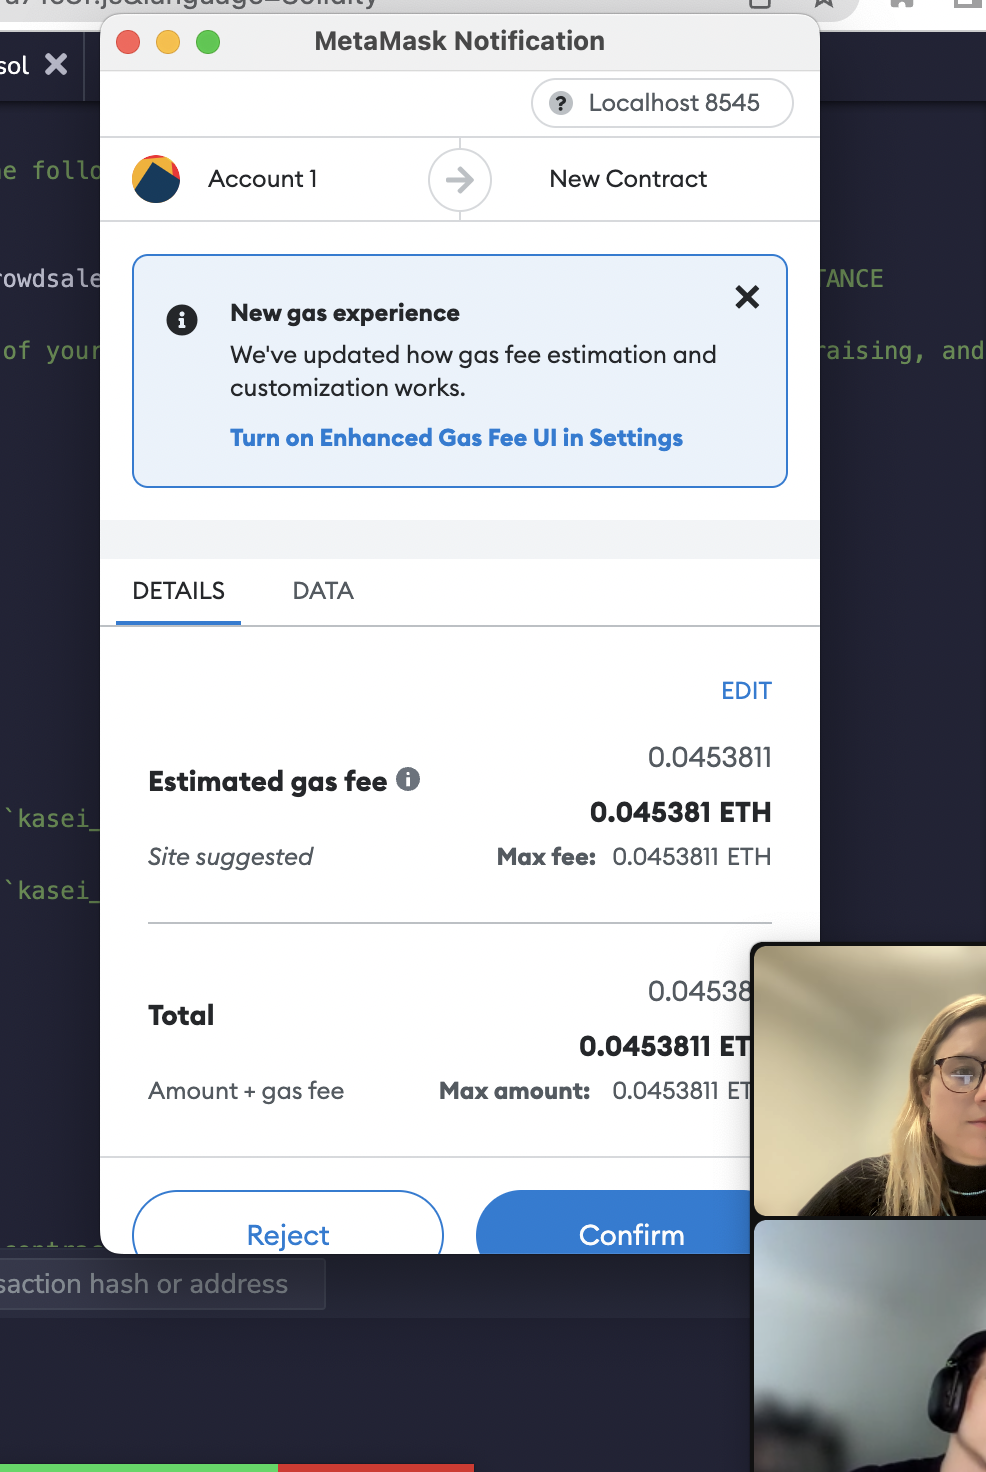 language=Solidity
MetaMask Notification
sol
? Localhost 8545
Account 1
New Contract
e follo
rowdsale
TANCE
New gas experience
of your
raising, and
We've updated how gas fee estimation and
customization works.
Turn on Enhanced Gas Fee UI in Settings
DETAILS DATA
EDIT
0.0453811
Estimated gas fee
0.045381 ETH
`kasei_
Site suggested
Max fee: 0.0453811 ETH
`kasei_
0.04538
Total
0.0453811 ET
Amount + gas fee
Max amount: 0.0453811 ET
Reject
Confirm
contrac
saction hash or address